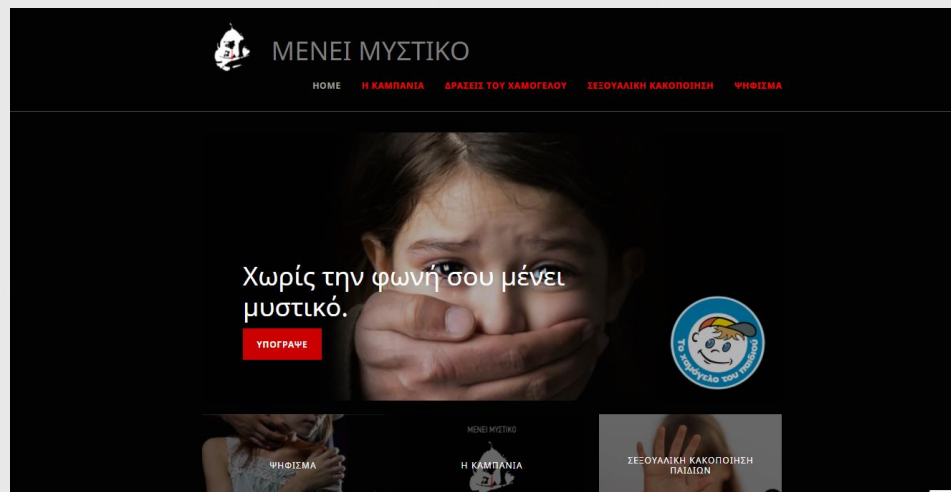 ΜΕΝΕΙ ΜΥΣΤΙΚΟ
HOME Η ΚΑΜΠΑΝΙΑ ΔΡΑΣΕΙΣ ΤΟΥ ΧΑΜΟΓΕΛΟΥ ΣΕΞΟΥΑΛΙΚΗ ΚΑΚΟΠΟΙΗΣΗ ΨΗΦΙΣΜΑ
Χωρίς την φωνή σου μένει
μυστικό.
ΥΠΟΓΡΑΨΕ
Το χαμόγελο του παιδιού
ΨΗΦΙΣΜΑ
ΜΕΝΕΙ ΜΥΣΤΙΚΟ
Η ΚΑΜΠΑΝΙΑ
ΣΕΞΟΥΑΛΙΚΗ ΚΑΚΟΠΟΙΗΣΗ
ΠΑΙΔΙΩΝ